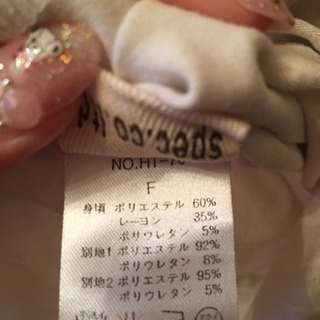 spec.co.ltd
NO.HT-70
F
身頃 ポリエステル 60%
レーヨン 35%
ポリウレタン 5%
別地1 ポリエステル 92%
ポリウレタン 8%
別地2 ポリエステル 95%
ポリウレタン 5%